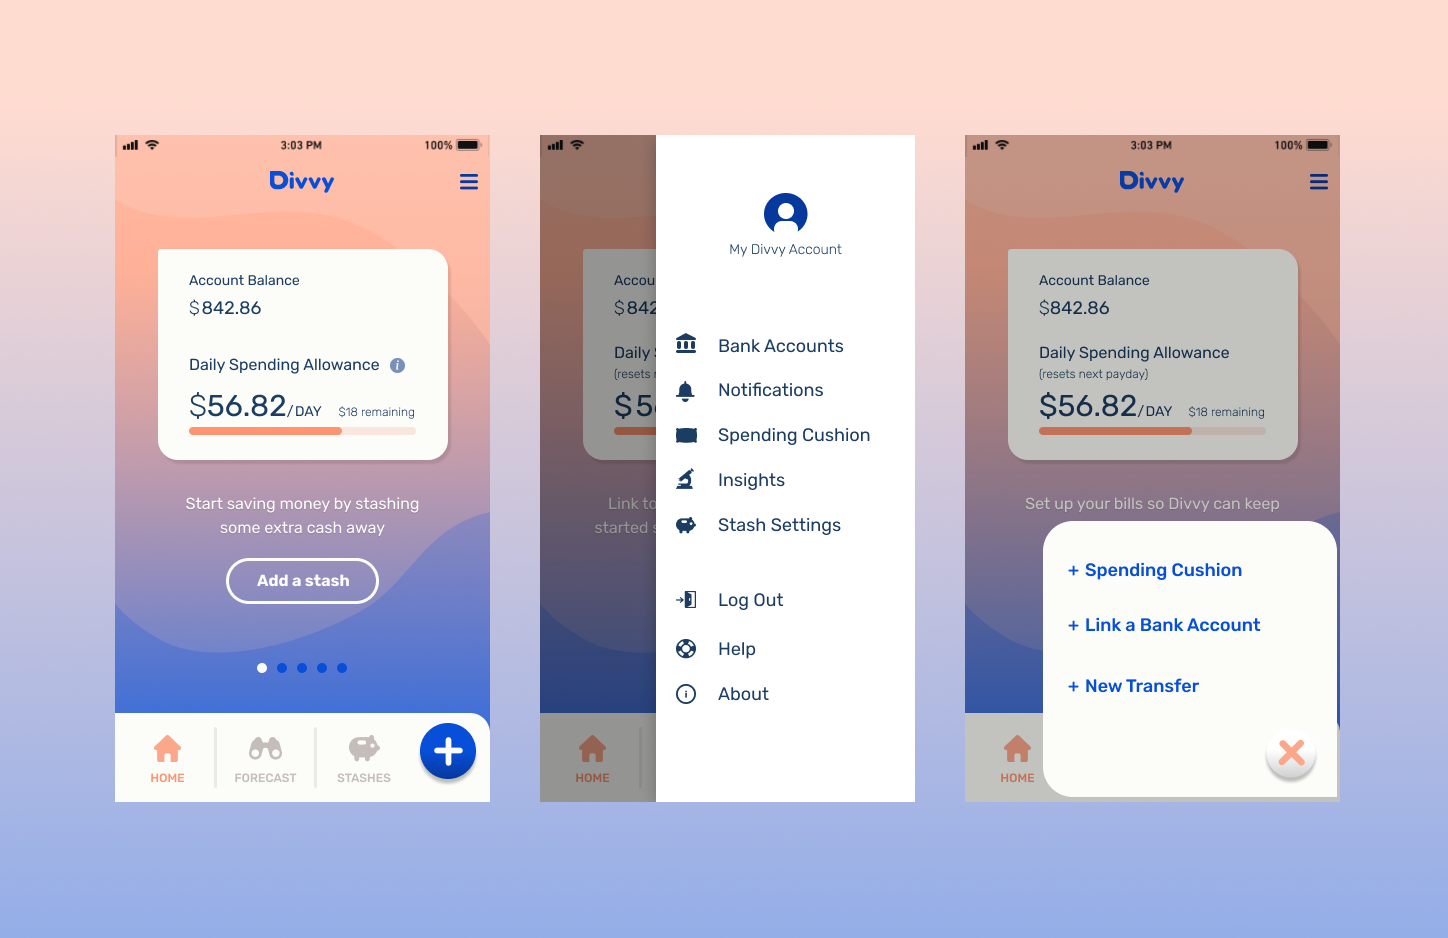 3:03 PM
100%
Divvy
Account Balance
$842.86
Daily Spending Allowance i
$56.82/DAY $18 remaining
Start saving money by stashing
some extra cash away
Add a stash
HOME
FORECAST
STASHES
My Divvy Account
Accou
$842
Daily
(resets
$5
Link to
started
HOME
Bank Accounts
Notifications
Spending Cushion
Insights
Stash Settings
Log Out
Help
About
3:03 PM
100%
Divvy
Account Balance
$842.86
Daily Spending Allowance
(resets next payday)
$56.82/DAY $18 remaining
Set up your bills so Divvy can keep
+ Spending Cushion
+ Link a Bank Account
+ New Transfer
HOME